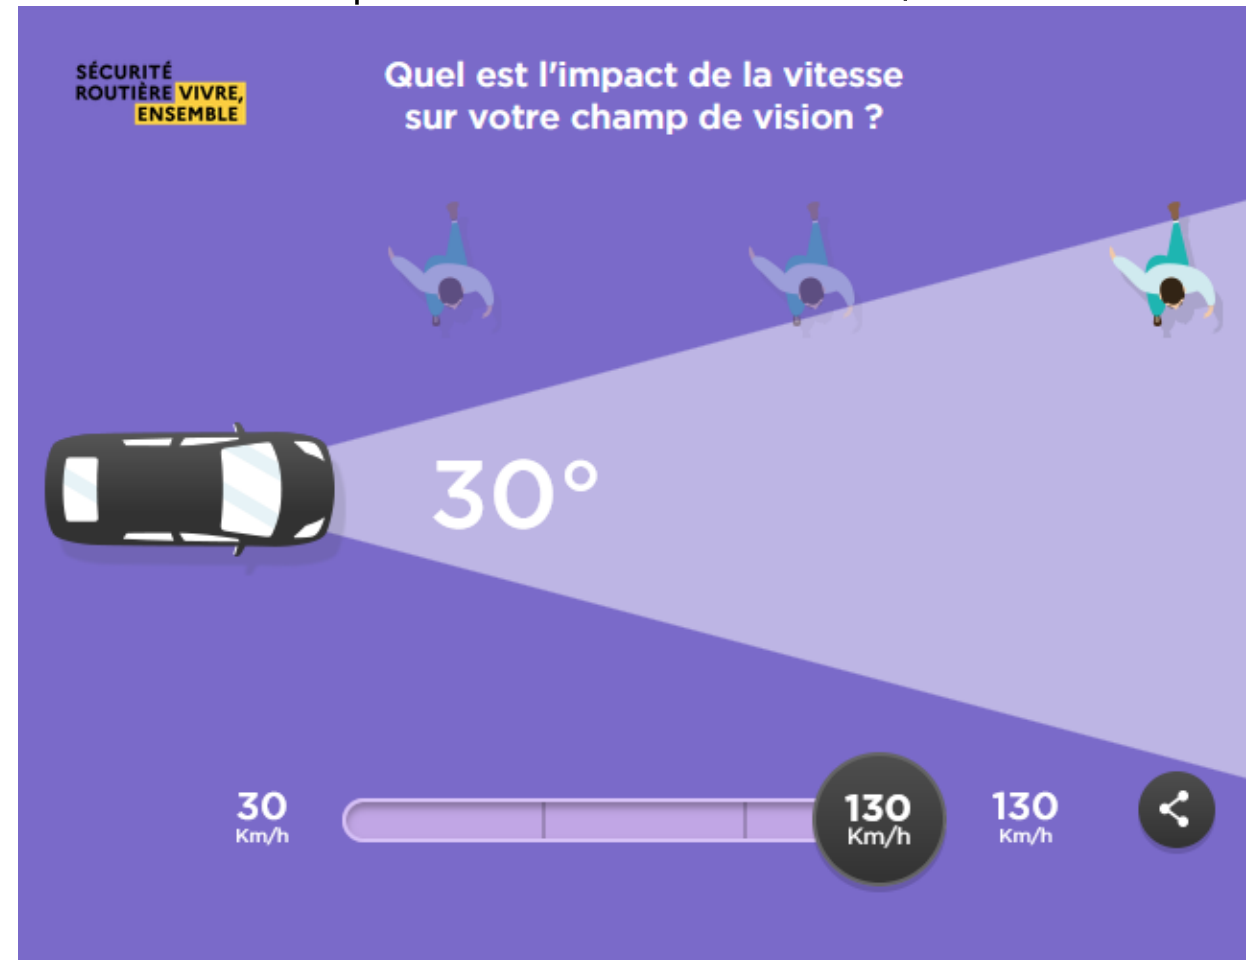 SÉCURITÉ
ROUTIÈRE VIVRE,
ENSEMBLE
Quel est l'impact de la vitesse
sur votre champ de vision ?
30°
30
Km/h
130
Km/h
130
Km/h